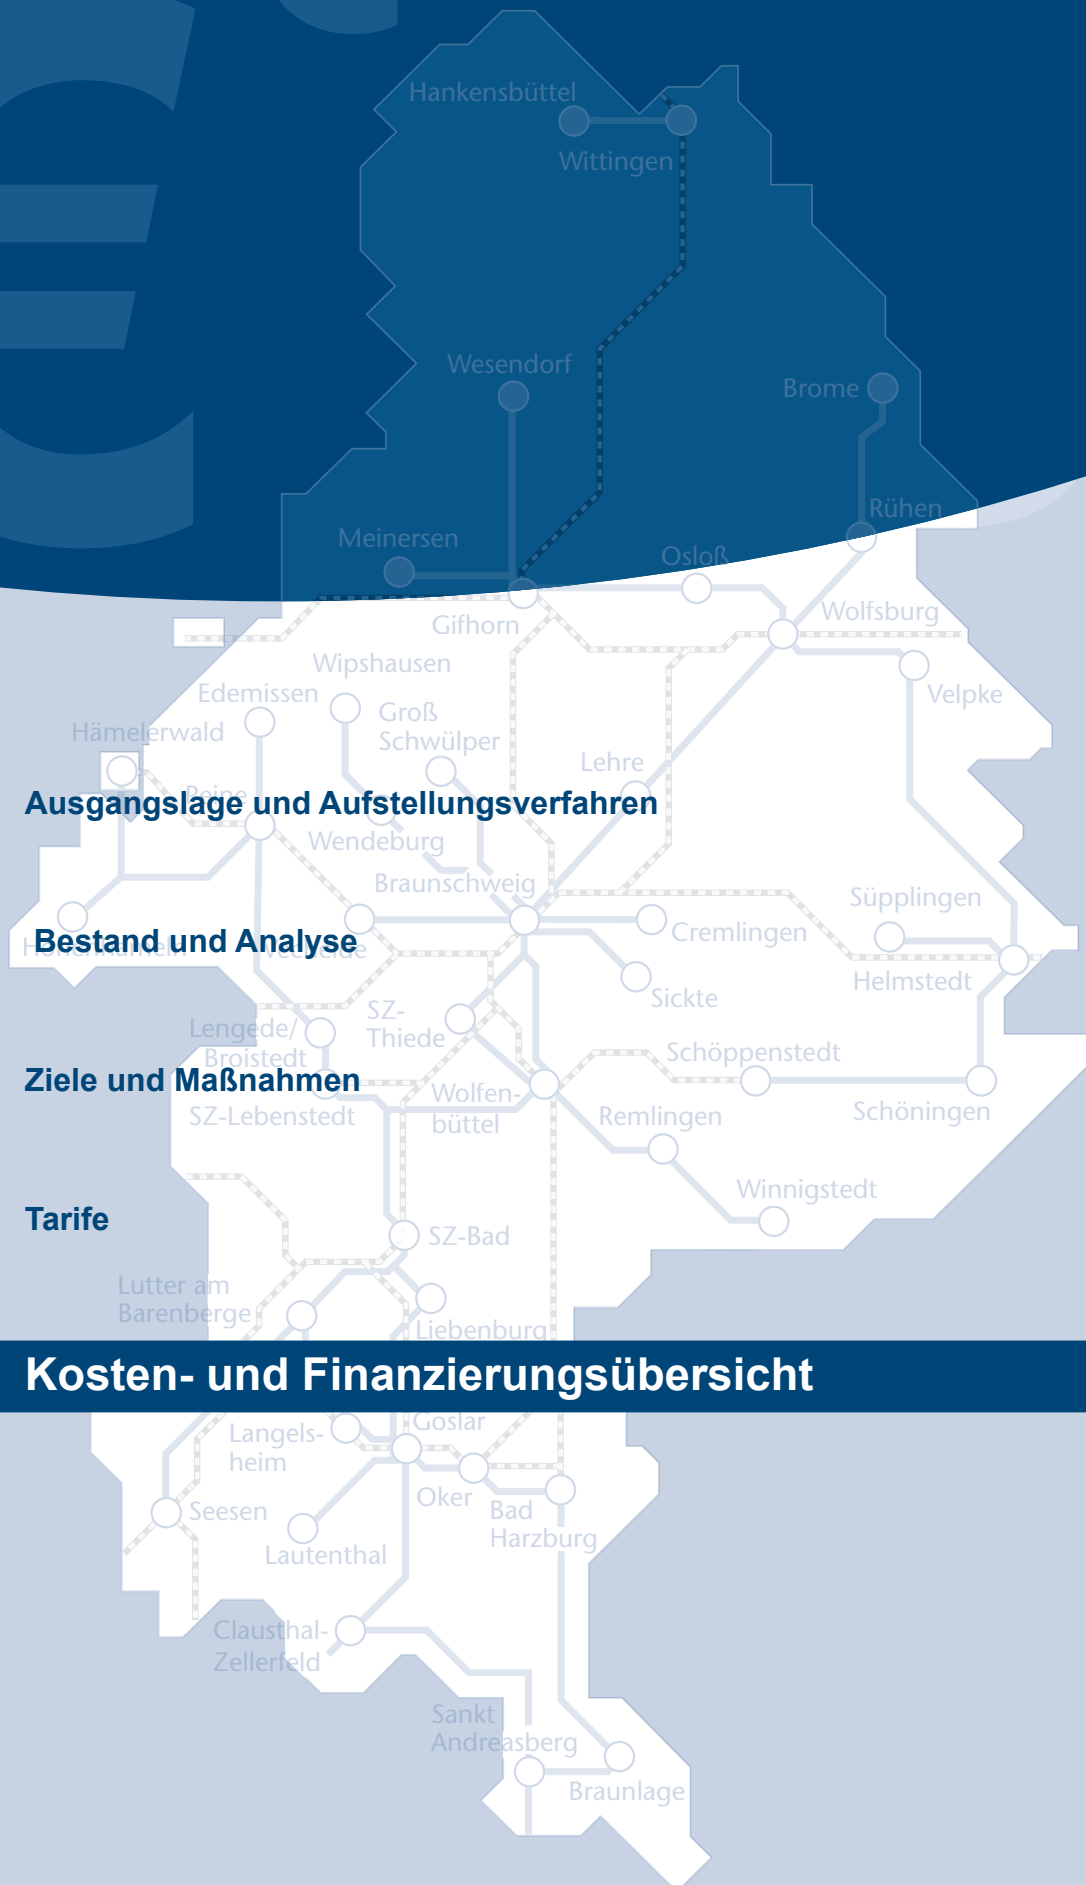 €
Hankensbüttel
Wittingen
Wesendorf
Brome
Rühen
Meinersen
Osloß
Gifhorn
Wolfsburg
Wipshausen
Edemissen
Velpke
Groß
Schwülper
Hämelerwald
Lehre
Peine
Ausgangslage und Aufstellungsverfahren
Wendeburg
Braunschweig
Süpplingen
Cremlingen
Hohenhameln
Bestand und Analyse
Vechelde
Helmstedt
Sickte
SZ-
Thiede
Lengede/
Broistedt
Schöppenstedt
Ziele und Maßnahmen
Wolfen-
büttel
SZ-Lebenstedt
Remlingen
Schöningen
Winnigstedt
Tarife
SZ-Bad
Lutter am
Barenberge
Liebenburg
Kosten- und Finanzierungsübersicht
Goslar
Langels-
heim
Oker
Bad
Harzburg
Seesen
Lautenthal
Clausthal-
Zellerfeld
Sankt
Andreasberg
Braunlage